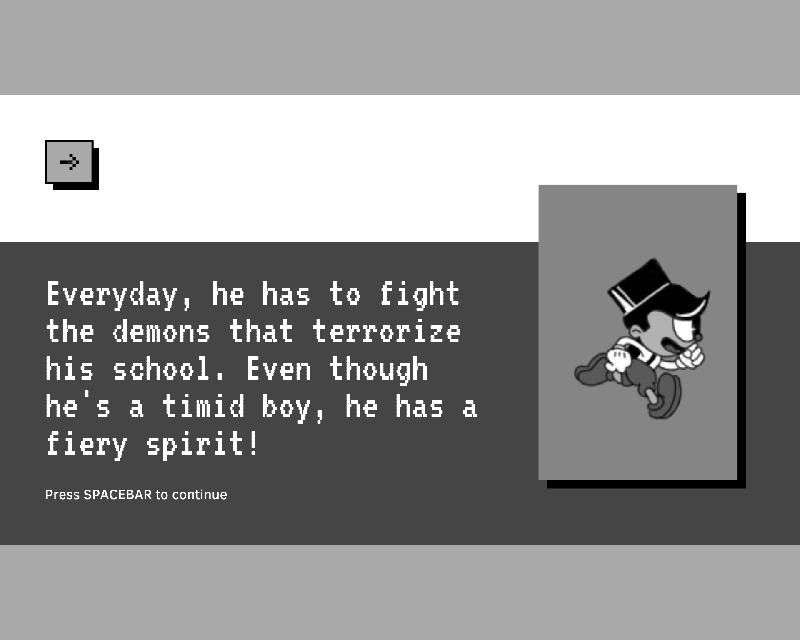 Everyday, he has to fight
the demons that terrorize
his school. Even though
he's a timid boy, he has a
fiery spirit!
Press SPACEBAR to continue